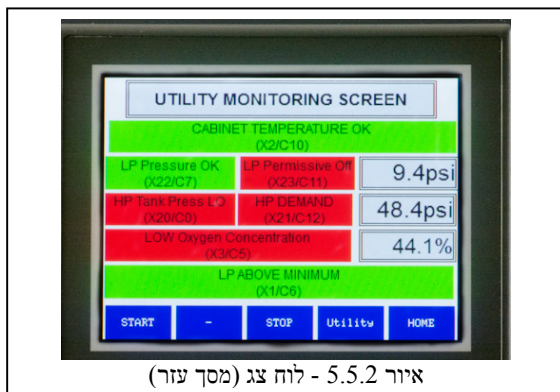 UTILITY MONITORING SCREEN
CABINET TEMPERATURE OK
(X2/C10)
LP Pressure OK
(X22/C7)
LP Permissive Off
(X23/C11)
9.4psi
HP Tank Press LO
(X20/C0)
HP DEMAND
(X21/C12)
48.4psi
LOW Oxygen Concentration
(X3/C5)
44.1%
LP ABOVE MINIMUM
(X1/C6)
START - STOP Utility HOME
איור 5.5.2 - לוח צג (מסך עזר)